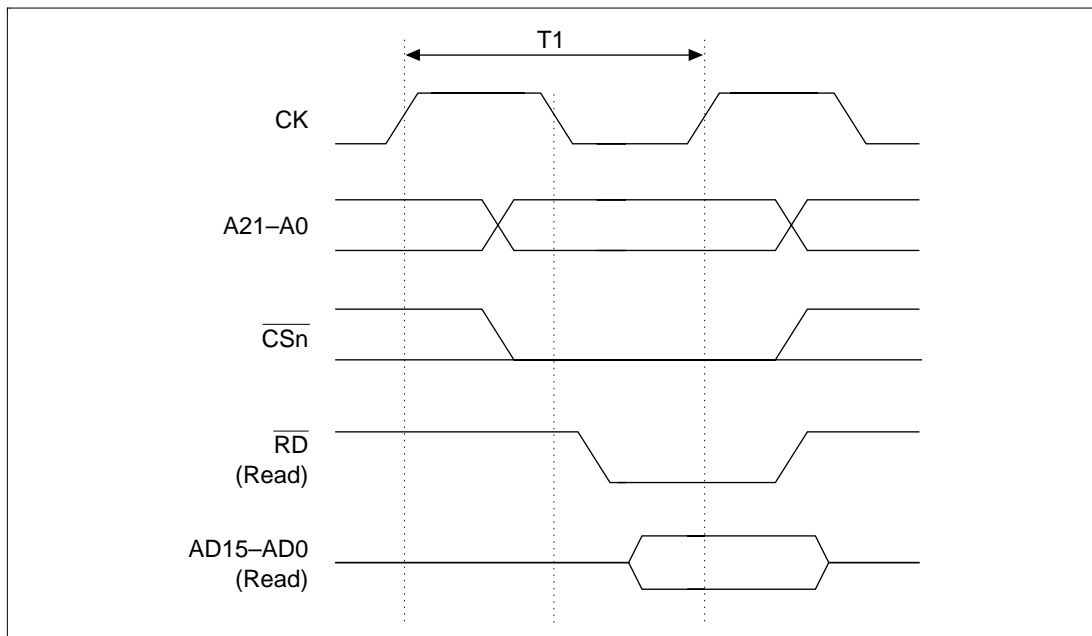 T1
CK
A21–A0
CSn
RD
(Read)
AD15–AD0
(Read)